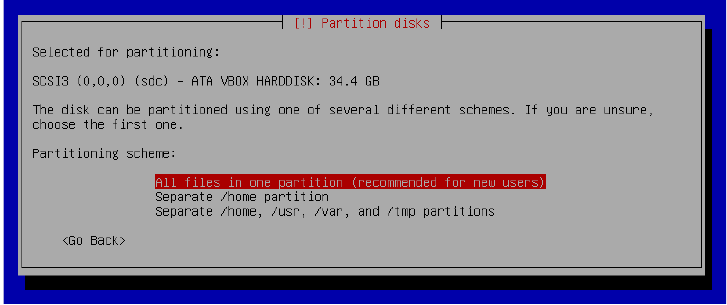 [!] Partition disks
Selected for partitioning:
SCSI3 (0,0,0) (sdc) - ATA VBOX HARDDISK: 34.4 GB
The disk can be partitioned using one of several different schemes. If you are unsure,
choose the first one.
Partitioning scheme:
All files in one partition (recommended for new users)
Separate /home partition
Separate /home, /usr, /var, and /tmp partitions
<Go Back>